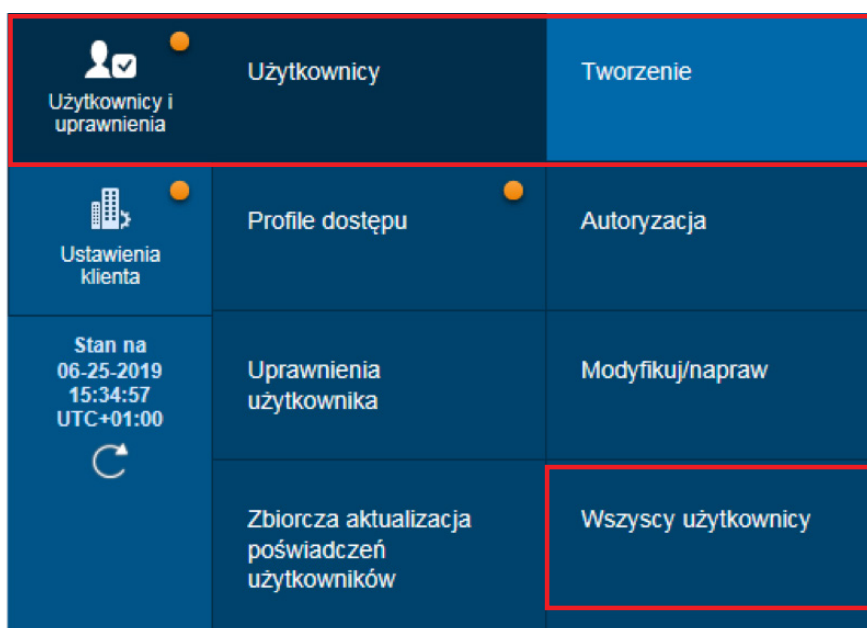 Użytkownicy i
uprawnienia
Użytkownicy
Tworzenie
Ustawienia
klienta
Profile dostępu
Autoryzacja
Stan na
06-25-2019
15:34:57
UTC+01:00
Uprawnienia
użytkownika
Modyfikuj/napraw
Zbiorcza aktualizacja
poświadczeń
użytkowników
Wszyscy użytkownicy